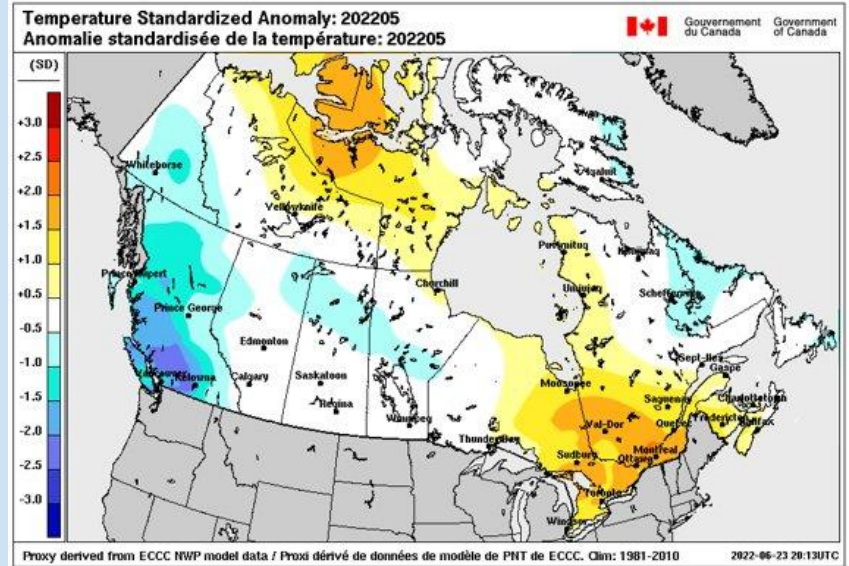 Temperature Standardized Anomaly: 202205
Anomalie standardisée de la température: 202205
Gouvernement du Canada
Government of Canada
(SD)
+3.0
+2.5
+2.0
+1.5
+1.0
+0.5
-0.5
-1.0
-1.5
-2.0
-2.5
-3.0
Whitehorse
Iqaluit
Yellowknife
Puvirnituq
Kuujjuaq
Prince Rupert
Churchill
Umiujaq
Schefferville
Prince George
Edmonton
Sept-Iles
Gaspe
Vancouver
Kelowna
Calgary
Saskatoon
Moosonee
Saguenay
Charlottetown
Regina
Winnipeg
Val-Dor
Quebec
Fredericton
Halifax
Thunder Bay
Sudbury
Ottawa
Montreal
Toronto
Windsor
Proxy derived from ECCC NWP model data / Proxi dérivé de données de modèle de PNT de ECCC. Clim: 1981-2010
2022-06-23 20:13UTC